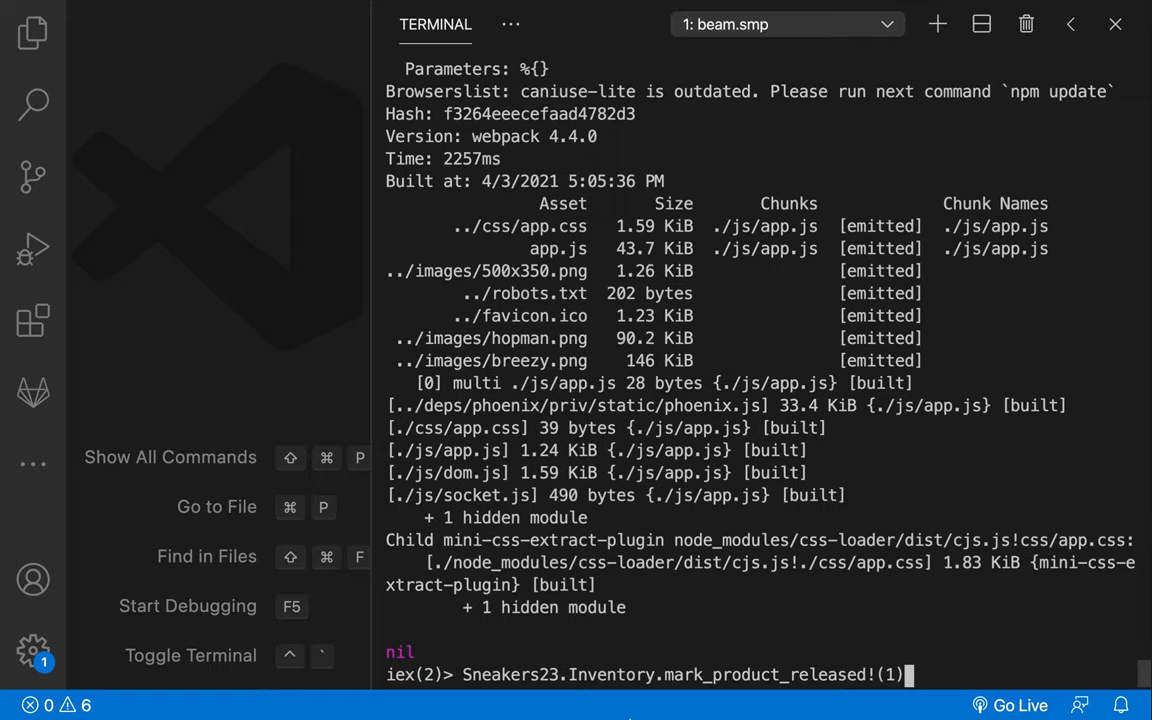 TERMINAL ··· 1: beam.smp
Parameters: %{}
Browserslist: caniuse-lite is outdated. Please run next command `npm update`
Hash: f3264eeecefaad4782d3
Version: webpack 4.4.0
Time: 2257ms
Built at: 4/3/2021 5:05:36 PM
Asset Size Chunks Chunk Names
../css/app.css 1.59 KiB ./js/app.js [emitted] ./js/app.js
app.js 43.7 KiB ./js/app.js [emitted] ./js/app.js
../images/500x350.png 1.26 KiB [emitted]
../robots.txt 202 bytes [emitted]
../favicon.ico 1.23 KiB [emitted]
../images/hopman.png 90.2 KiB [emitted]
../images/breezy.png 146 KiB [emitted]
[0] multi ./js/app.js 28 bytes {./js/app.js} [built]
[../deps/phoenix/priv/static/phoenix.js] 33.4 KiB {./js/app.js} [built]
[./css/app.css] 39 bytes {./js/app.js} [built]
[./js/app.js] 1.24 KiB {./js/app.js} [built]
[./js/dom.js] 1.59 KiB {./js/app.js} [built]
[./js/socket.js] 490 bytes {./js/app.js} [built]
+ 1 hidden module
Child mini-css-extract-plugin node_modules/css-loader/dist/cjs.js!css/app.css:
[./node_modules/css-loader/dist/cjs.js!./css/app.css] 1.83 KiB {mini-css-e
xtract-plugin} [built]
+ 1 hidden module
nil
iex(2)> Sneakers23.Inventory.mark_product_released!(1)
Show All Commands ⇧ ⌘ P
Go to File ⌘ P
Find in Files ⇧ ⌘ F
Start Debugging F5
Toggle Terminal ^ `
1
0 6 Go Live